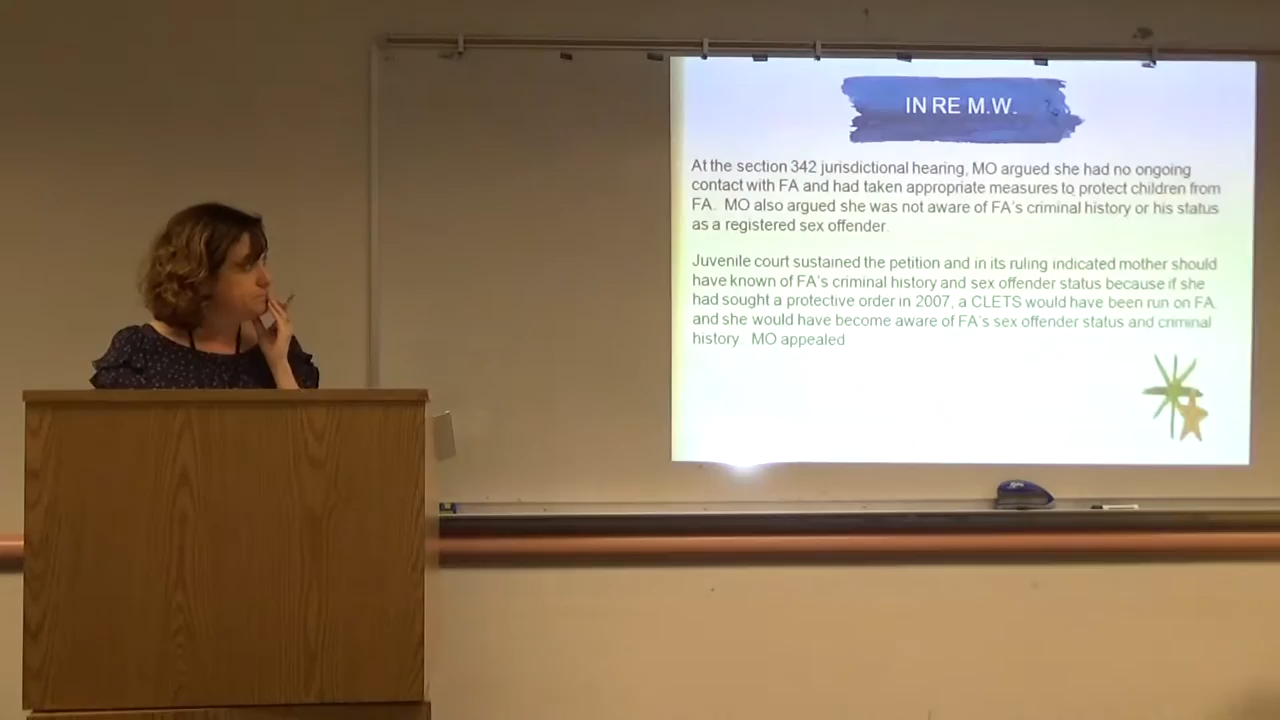 IN RE M.W.
At the section 342 jurisdictional hearing, MO argued she had no ongoing
contact with FA and had taken appropriate measures to protect children from
FA. MO also argued she was not aware of FA's criminal history or his status
as a registered sex offender.
Juvenile court sustained the petition and in its ruling indicated mother should
have known of FA's criminal history and sex offender status because if she
had sought a protective order in 2007, a CLETS would have been run on FA
and she would have become aware of FA's sex offender status and criminal
history. MO appealed